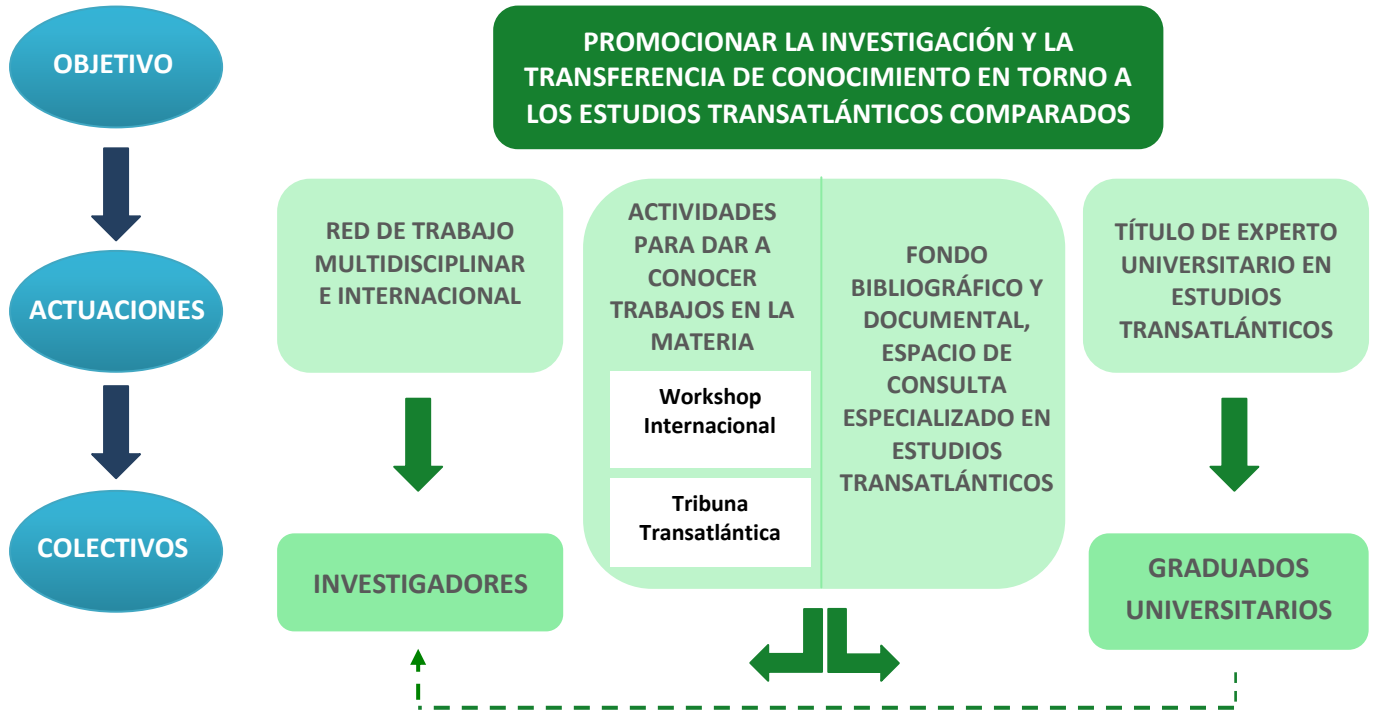 OBJETIVO
PROMOCIONAR LA INVESTIGACIÓN Y LA
TRANSFERENCIA DE CONOCIMIENTO EN TORNO A
LOS ESTUDIOS TRANSATLÁNTICOS COMPARADOS
ACTUACIONES
RED DE TRABAJO
MULTIDISCIPLINAR
E INTERNACIONAL
ACTIVIDADES
PARA DAR A
CONOCER
TRABAJOS EN LA
MATERIA
Workshop
Internacional
Tribuna
Transatlántica
FONDO
BIBLIOGRÁFICO Y
DOCUMENTAL,
ESPACIO DE
CONSULTA
ESPECIALIZADO EN
ESTUDIOS
TRANSATLÁNTICOS
TÍTULO DE EXPERTO
UNIVERSITARIO EN
ESTUDIOS
TRANSATLÁNTICOS
COLECTIVOS
INVESTIGADORES
GRADUADOS
UNIVERSITARIOS